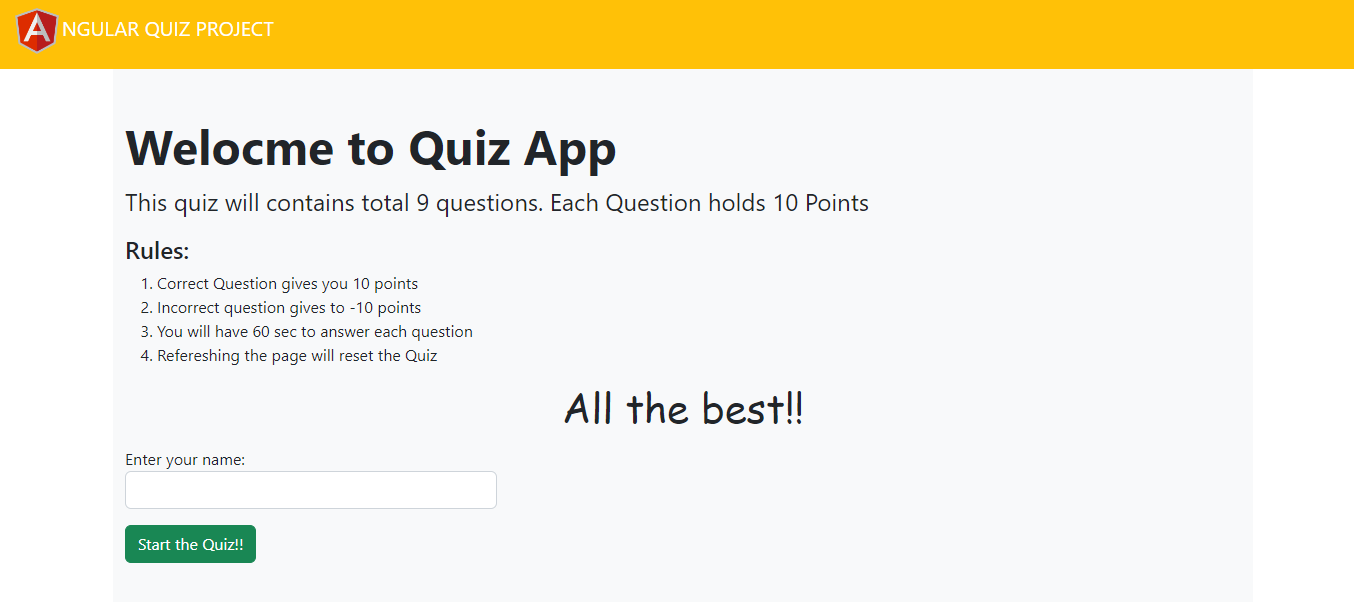 A NGULAR QUIZ PROJECT
Welocme to Quiz App
This quiz will contains total 9 questions. Each Question holds 10 Points
Rules:
1. Correct Question gives you 10 points
2. Incorrect question gives to -10 points
3. You will have 60 sec to answer each question
4. Refereshing the page will reset the Quiz
All the best!!
Enter your name:
Start the Quiz!!